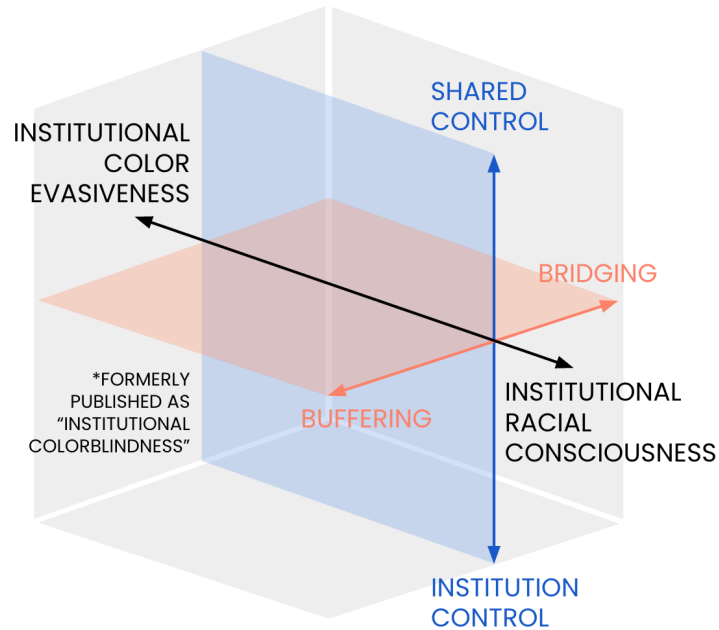 SHARED
CONTROL
INSTITUTIONAL
COLOR
EVASIVENESS
BRIDGING
*FORMERLY
PUBLISHED AS
“INSTITUTIONAL
COLORBLINDNESS”
BUFFERING
INSTITUTIONAL
RACIAL
CONSCIOUSNESS
INSTITUTION
CONTROL